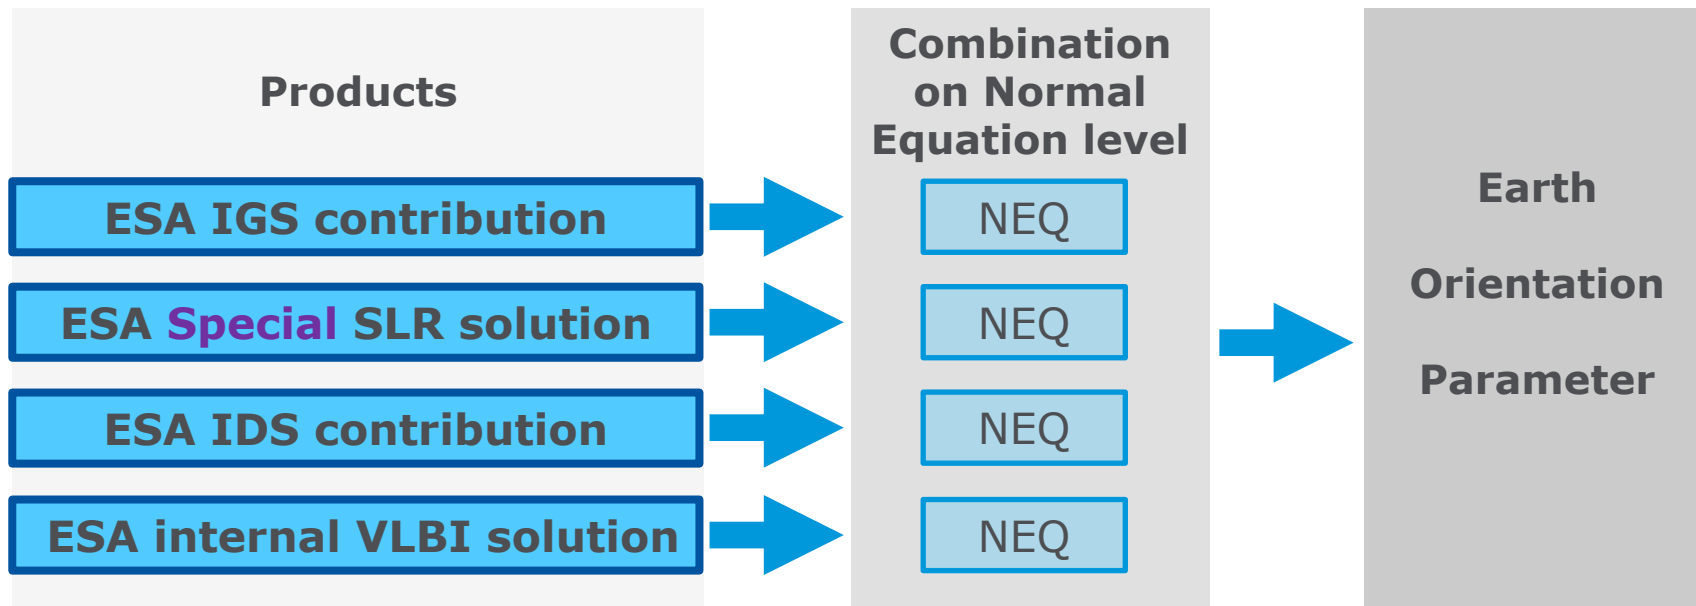 Products
ESA IGS contribution
ESA Special SLR solution
ESA IDS contribution
ESA internal VLBI solution
Combination
on Normal
Equation level
NEQ
NEQ
NEQ
NEQ
Earth
Orientation
Parameter